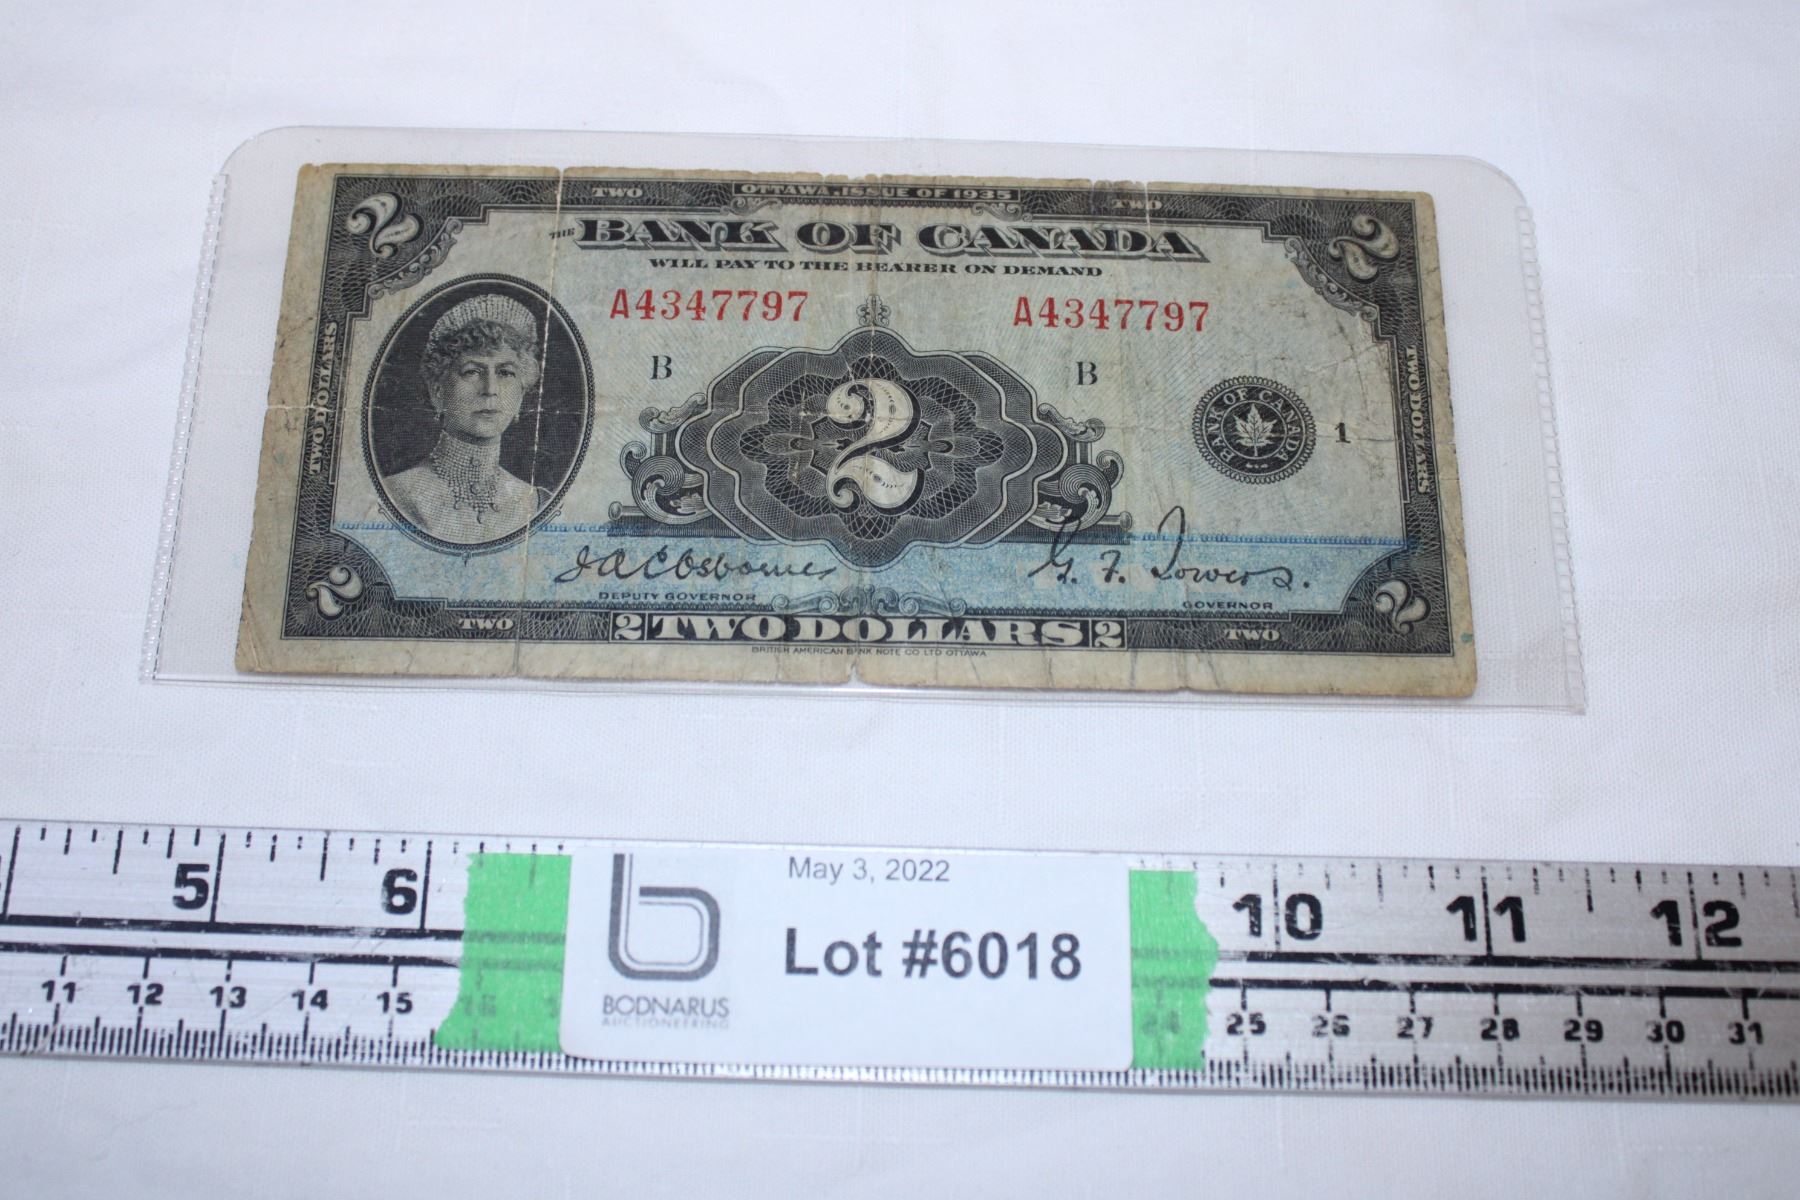 2 TWO OTTAWA.ISSUE OF 1935 TWO 2
THE BANK OF CANADA
WILL PAY TO THE BEARER ON DEMAND
A4347797 A4347797
B B
TWO DOLLARS
2
BANK OF CANADA
1
TWO DOLLARS
J A C Osborne G. F. Towers.
DEPUTY GOVERNOR GOVERNOR
2 TWO 2 TWO DOLLARS 2 TWO 2
BRITISH AMERICAN BANK NOTE CO LTD OTTAWA
5 6 10 11 12
11 12 13 14 15 16 24 25 26 27 28 29 30 31
May 3, 2022
Lot #6018
b
BODNARUS
AUCTIONEERING